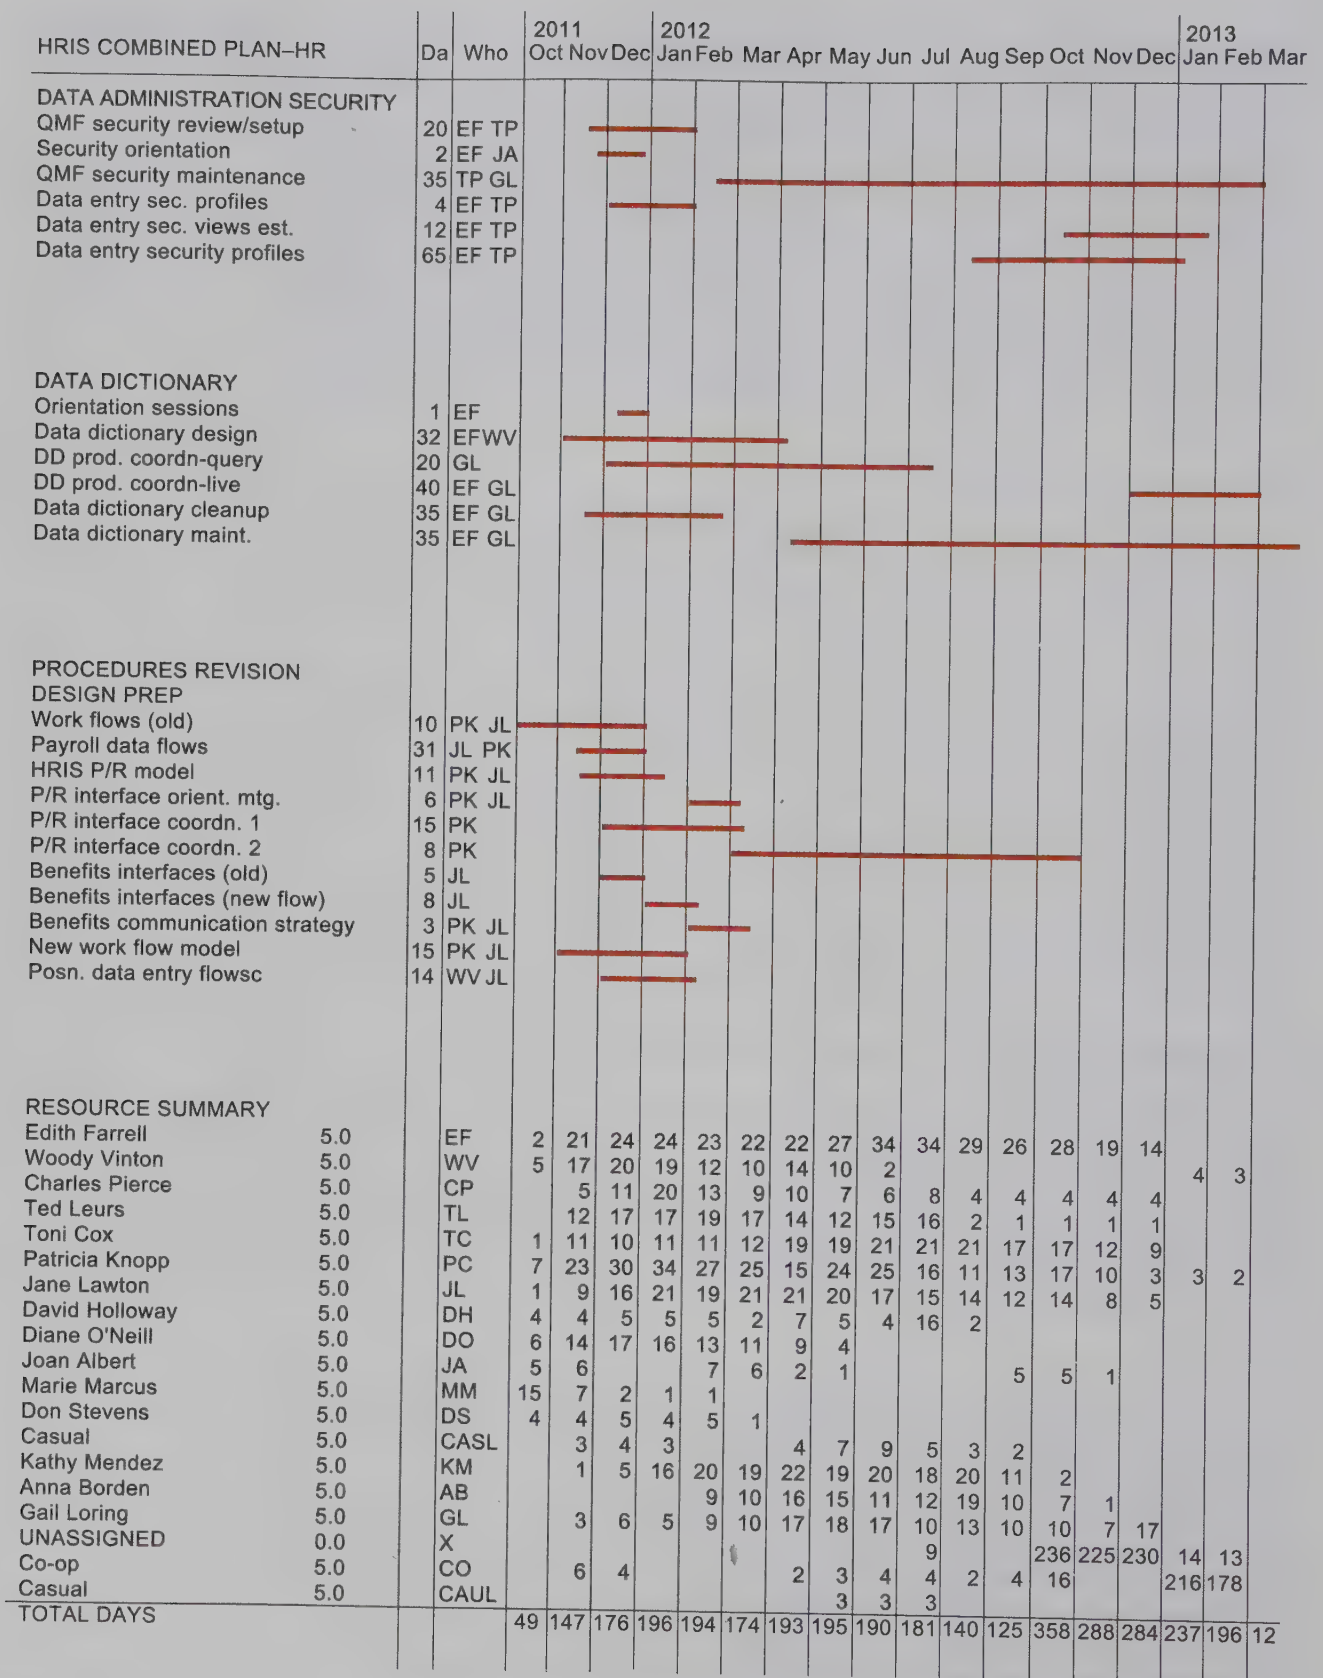 2011 2012 2013
HRIS COMBINED PLAN–HR Da Who Oct Nov Dec Jan Feb Mar Apr May Jun Jul Aug Sep Oct Nov Dec Jan Feb Mar
DATA ADMINISTRATION SECURITY
QMF security review/setup 20 EF TP
Security orientation 2 EF JA
QMF security maintenance 35 TP GL
Data entry sec. profiles 4 EF TP
Data entry sec. views est. 12 EF TP
Data entry security profiles 65 EF TP
DATA DICTIONARY
Orientation sessions 1 EF
Data dictionary design 32 EFWV
DD prod. coordn-query 20 GL
DD prod. coordn-live 40 EF GL
Data dictionary cleanup 35 EF GL
Data dictionary maint. 35 EF GL
PROCEDURES REVISION
DESIGN PREP
Work flows (old) 10 PK JL
Payroll data flows 31 JL PK
HRIS P/R model 11 PK JL
P/R interface orient. mtg. 6 PK JL
P/R interface coordn. 1 15 PK
P/R interface coordn. 2 8 PK
Benefits interfaces (old) 5 JL
Benefits interfaces (new flow) 8 JL
Benefits communication strategy 3 PK JL
New work flow model 15 PK JL
Posn. data entry flowsc 14 WV JL
RESOURCE SUMMARY
Edith Farrell 5.0 EF 2 21 24 24 23 22 22 27 34 34 29 26 28 19 14
Woody Vinton 5.0 WV 5 17 20 19 12 10 14 10 2 4 3
Charles Pierce 5.0 CP 5 11 20 13 9 10 7 6 8 4 4 4 4 4
Ted Leurs 5.0 TL 12 17 17 19 17 14 12 15 16 2 1 1 1 1
Toni Cox 5.0 TC 1 11 10 11 11 12 19 19 21 21 21 17 17 12 9
Patricia Knopp 5.0 PC 7 23 30 34 27 25 15 24 25 16 11 13 17 10 3 3 2
Jane Lawton 5.0 JL 1 9 16 21 19 21 21 20 17 15 14 12 14 8 5
David Holloway 5.0 DH 4 4 5 5 5 2 7 5 4 16 2
Diane O'Neill 5.0 DO 6 14 17 16 13 11 9 4
Joan Albert 5.0 JA 5 6 7 6 2 1 5 5 1
Marie Marcus 5.0 MM 15 7 2 1 1
Don Stevens 5.0 DS 4 4 5 4 5 1
Casual 5.0 CASL 3 4 3 4 7 9 5 3 2
Kathy Mendez 5.0 KM 1 5 16 20 19 22 19 20 18 20 11 2
Anna Borden 5.0 AB 9 10 16 15 11 12 19 10 7 1
Gail Loring 5.0 GL 3 6 5 9 10 17 18 17 10 13 10 10 7 17
UNASSIGNED 0.0 X 9 236 225 230 14 13
Co-op 5.0 CO 6 4 2 3 4 4 2 4 16 216 178
Casual 5.0 CAUL 3 3 3
TOTAL DAYS 49 147 176 196 194 174 193 195 190 181 140 125 358 288 284 237 196 12